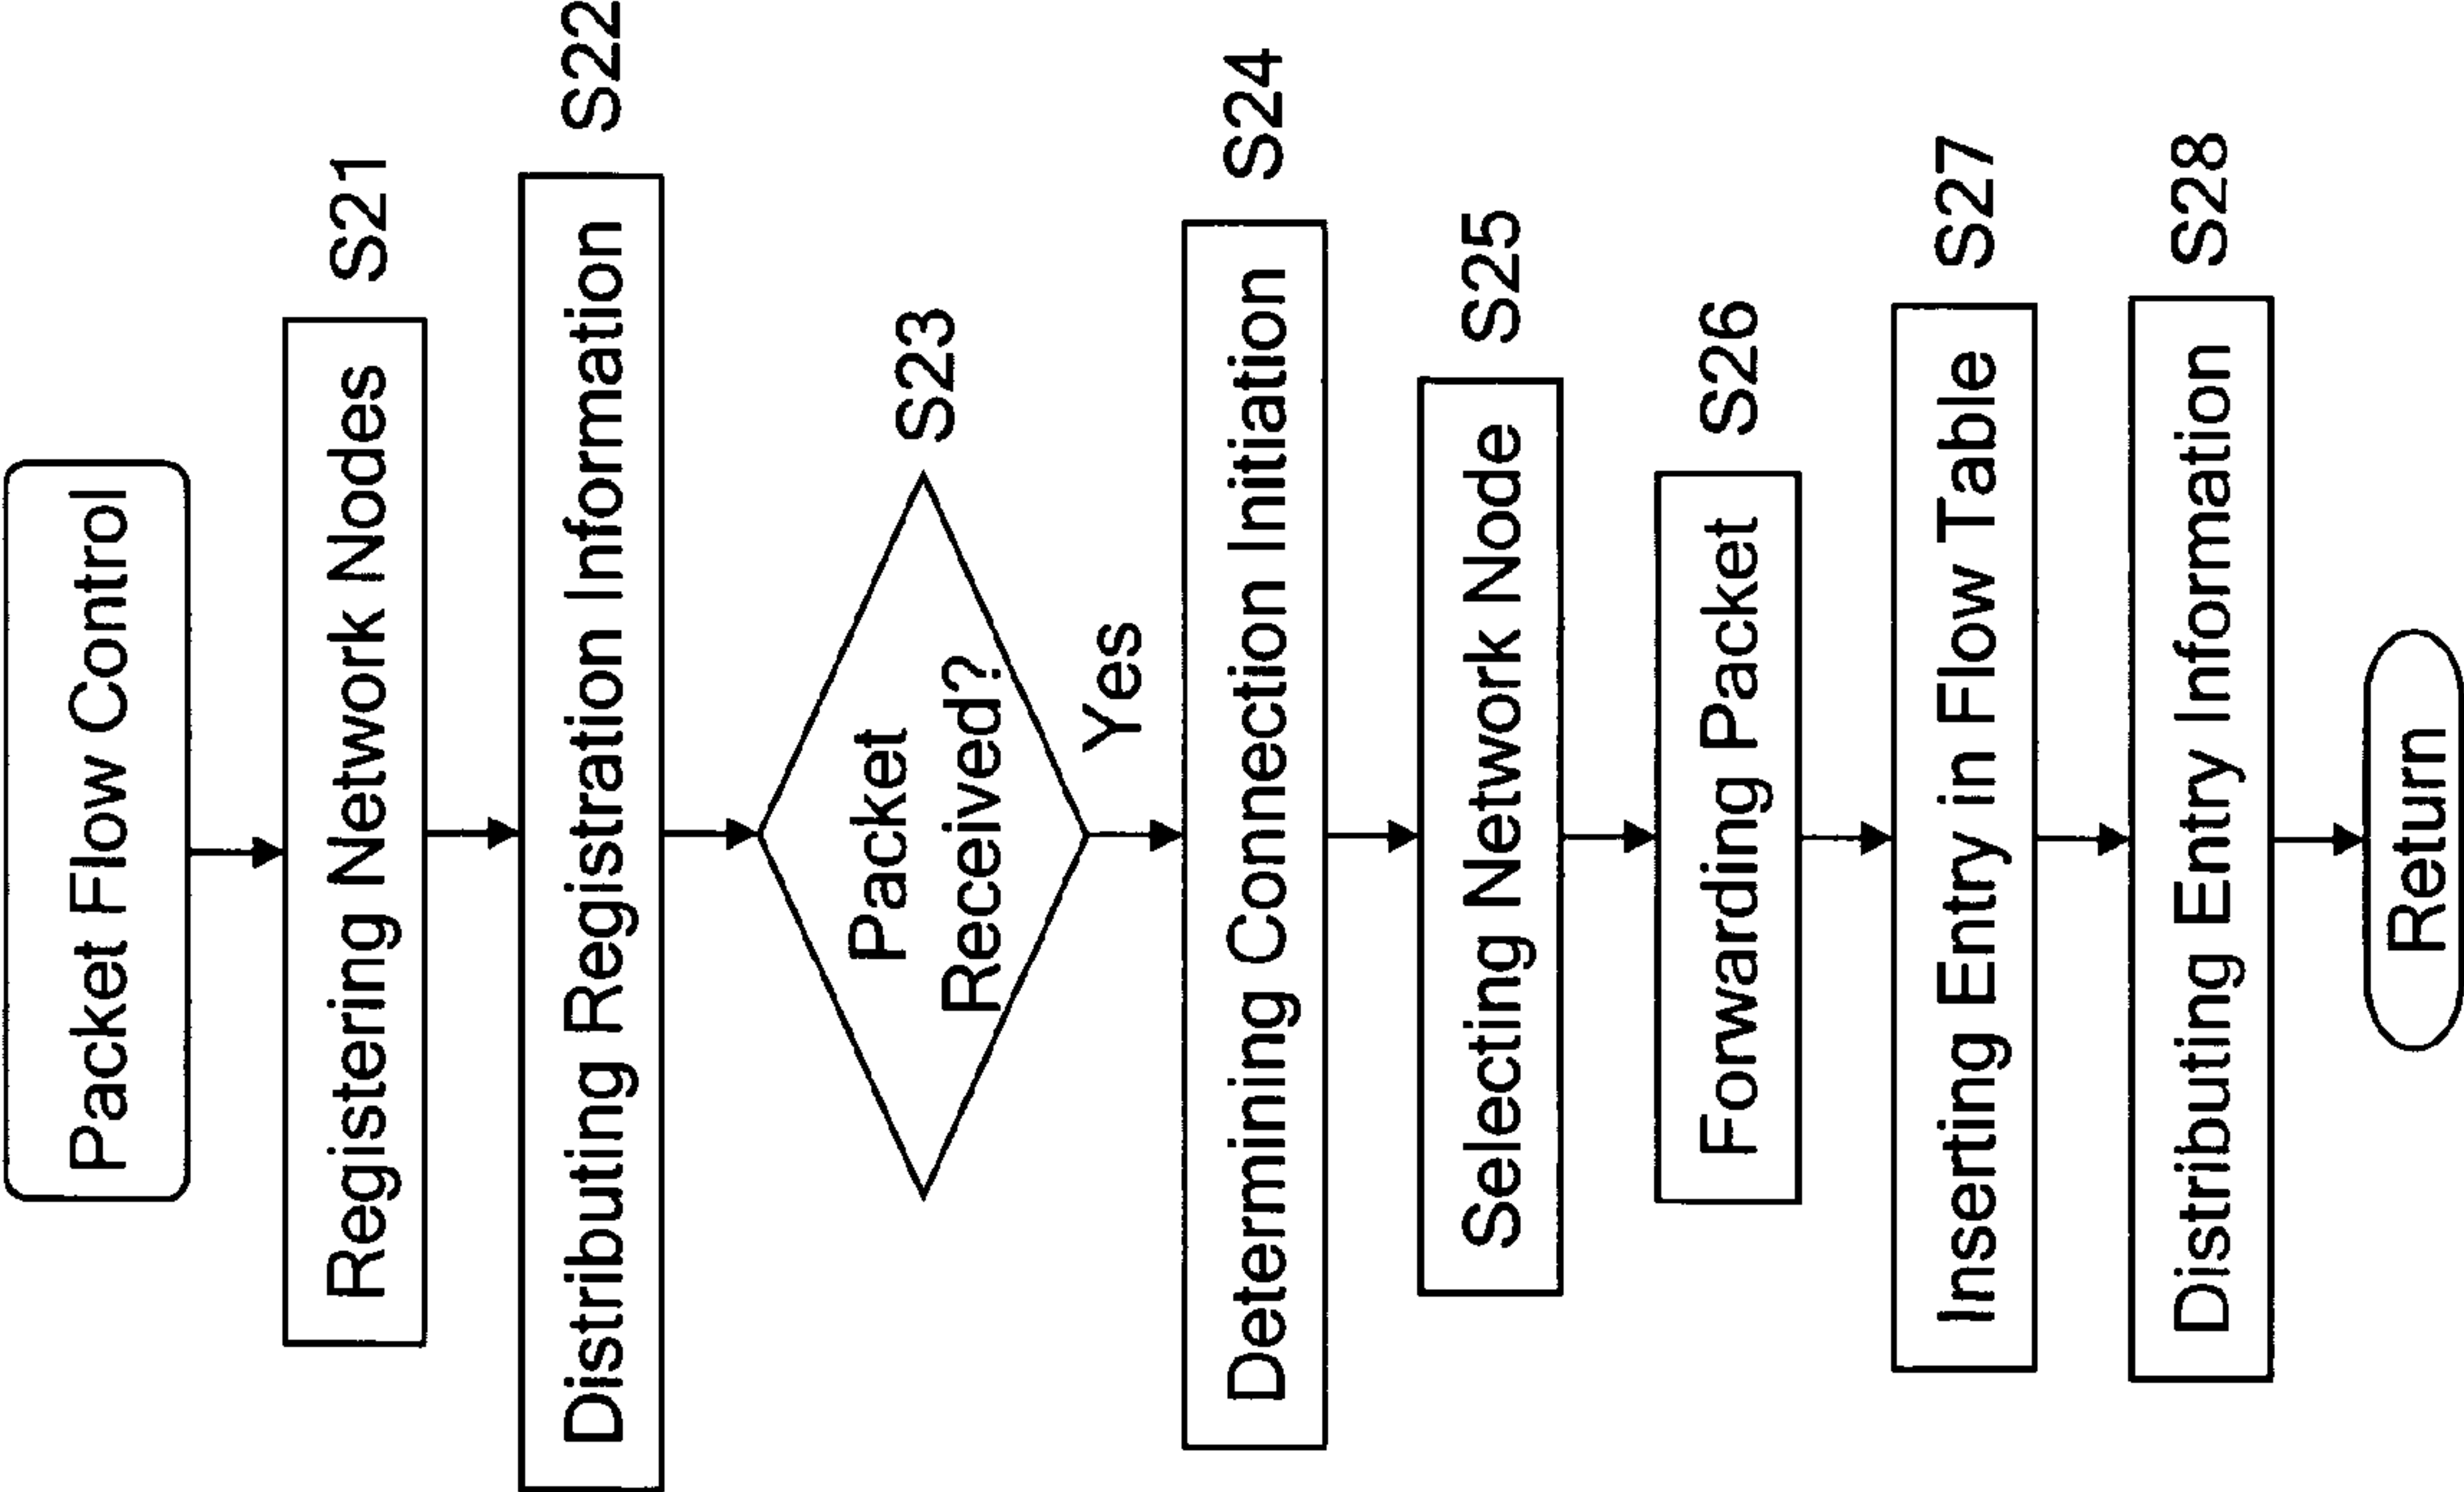 Packet Flow Control
Registering Network Nodes
S21
Distributing Registration Information
S22
Packet
Received?
S23
Yes
Determining Connection Initiation
S24
Selecting Network Node
S25
Forwarding Packet
S26
Inserting Entry in Flow Table
S27
Distributing Entry Information
S28
Return